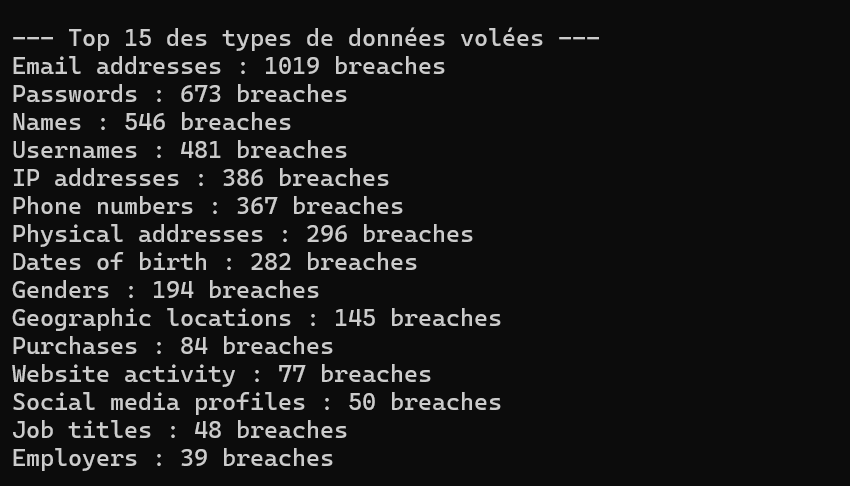 --- Top 15 des types de données volées ---
Email addresses : 1019 breaches
Passwords : 673 breaches
Names : 546 breaches
Usernames : 481 breaches
IP addresses : 386 breaches
Phone numbers : 367 breaches
Physical addresses : 296 breaches
Dates of birth : 282 breaches
Genders : 194 breaches
Geographic locations : 145 breaches
Purchases : 84 breaches
Website activity : 77 breaches
Social media profiles : 50 breaches
Job titles : 48 breaches
Employers : 39 breaches